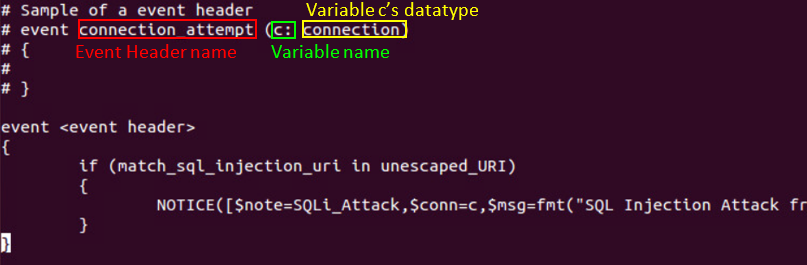 Variable c's datatype
# Sample of a event header
# event connection_attempt (c: connection)
# {
Event Header name
Variable name
#
# }
event <event header>
{
if (match_sql_injection_uri in unescaped_URI)
{
NOTICE([$note=SQLi_Attack,$conn=c,$msg=fmt("SQL Injection Attack fr
}
}